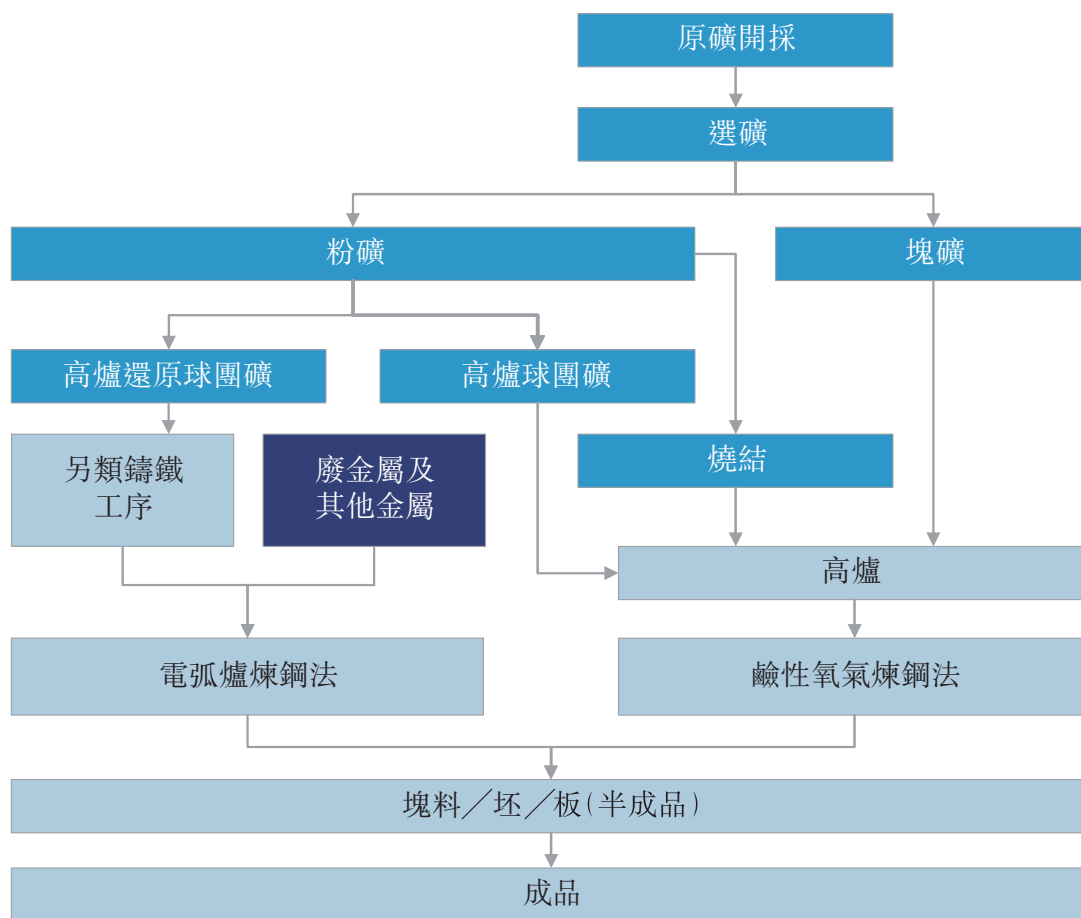 原礦開採
選礦
粉礦
塊礦
高爐還原球團礦
高爐球團礦
另類鑄鐵
工序
廢金屬及
其他金屬
燒結
高爐
電弧爐煉鋼法
鹼性氧氣煉鋼法
塊料／坯／板(半成品)
成品